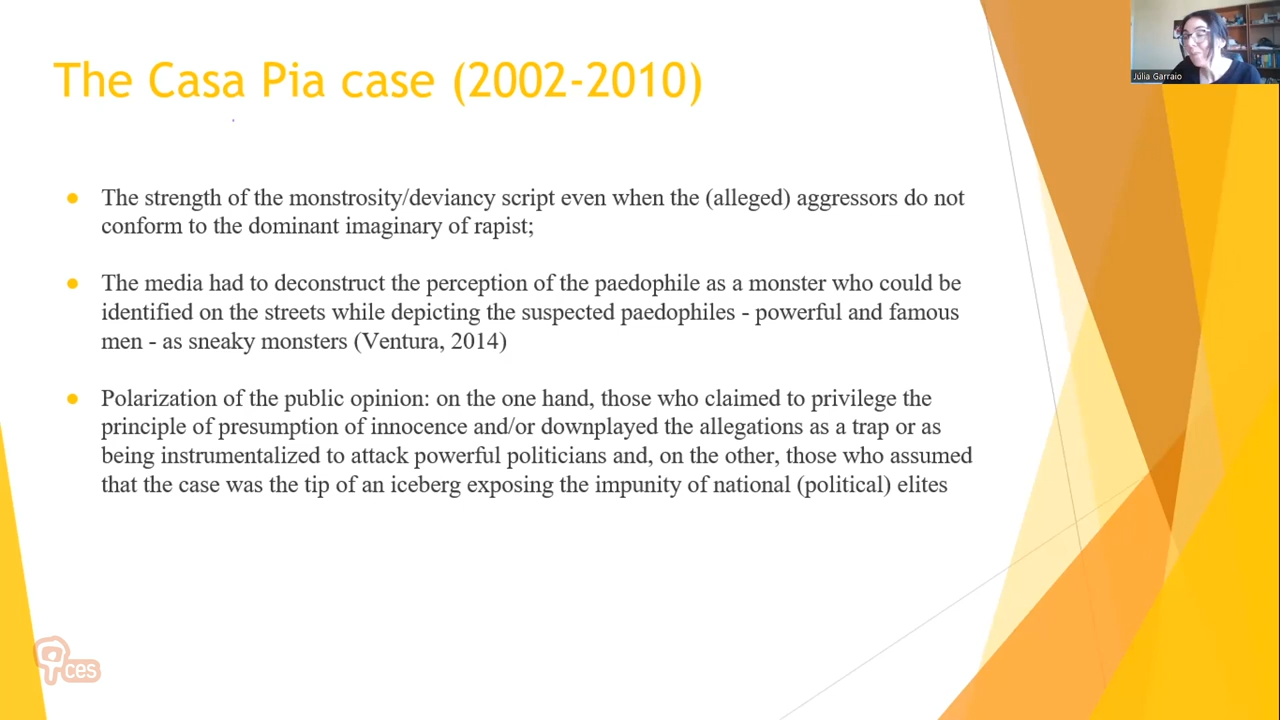 The Casa Pia case (2002-2010)
Júlia Garraio
The strength of the monstrosity/deviancy script even when the (alleged) aggressors do not
conform to the dominant imaginary of rapist;
The media had to deconstruct the perception of the paedophile as a monster who could be
identified on the streets while depicting the suspected paedophiles - powerful and famous
men - as sneaky monsters (Ventura, 2014)
Polarization of the public opinion: on the one hand, those who claimed to privilege the
principle of presumption of innocence and/or downplayed the allegations as a trap or as
being instrumentalized to attack powerful politicians and, on the other, those who assumed
that the case was the tip of an iceberg exposing the impunity of national (political) elites
ces